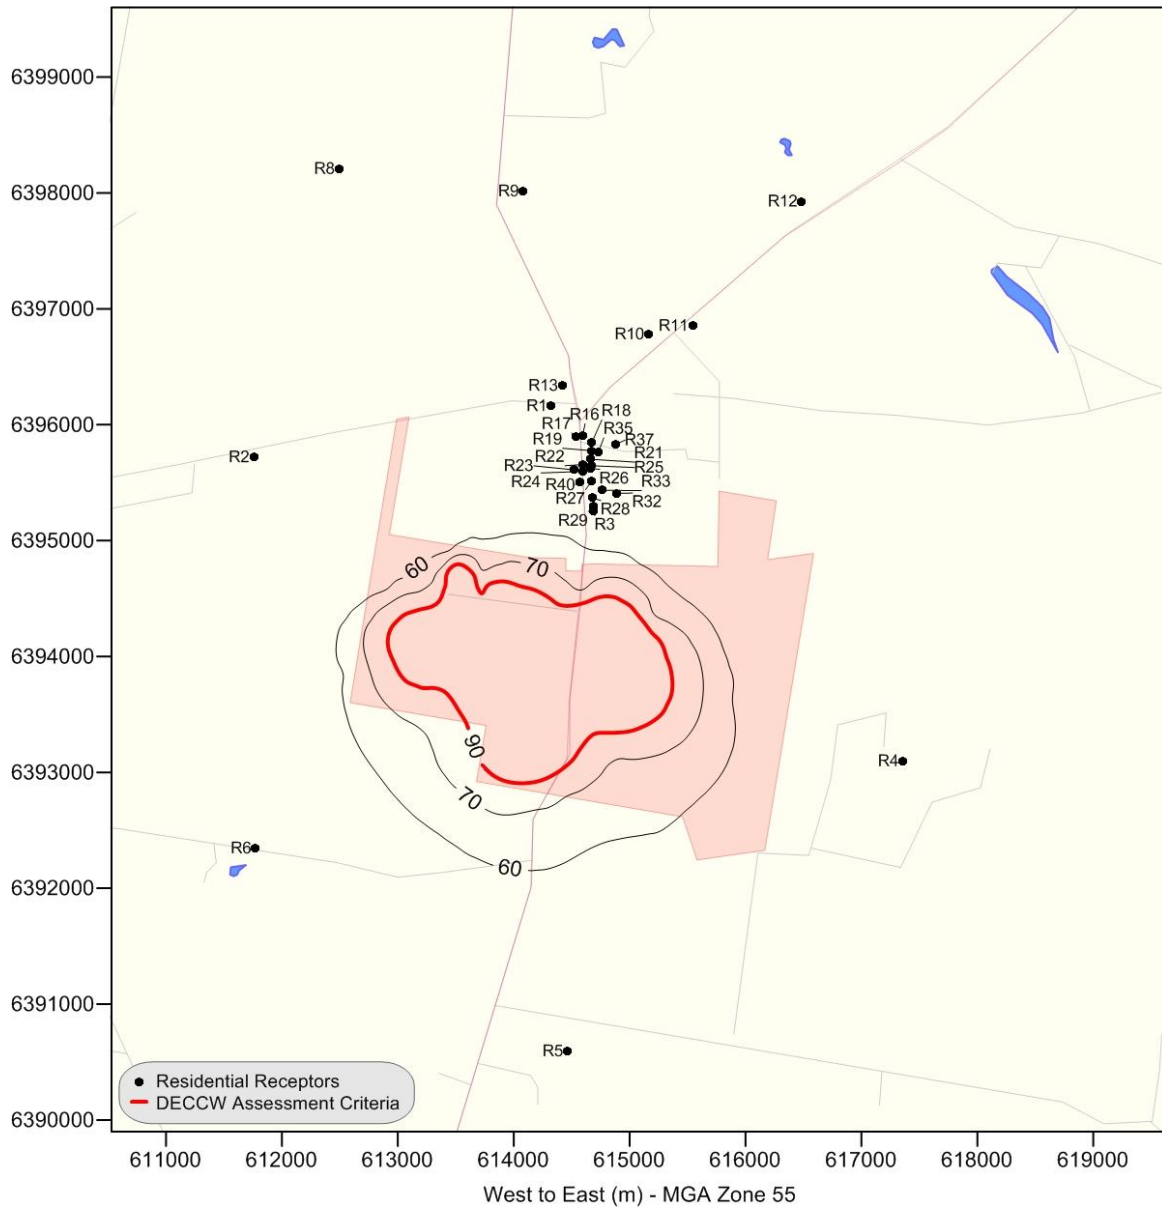 6399000
R8
R9
6398000
R12
6397000
R10
R11
R13
R1
6396000
R16
R18
R17
R35
R19
R37
R2
R22
R21
R23
R25
R24
R26
R33
R40
R27
R32
R28
R29
R3
6395000
60
70
6394000
90
R4
6393000
70
R6
60
6392000
6391000
R5
Residential Receptors
DECCW Assessment Criteria
6390000
611000 612000 613000 614000 615000 616000 617000 618000 619000
West to East (m) - MGA Zone 55